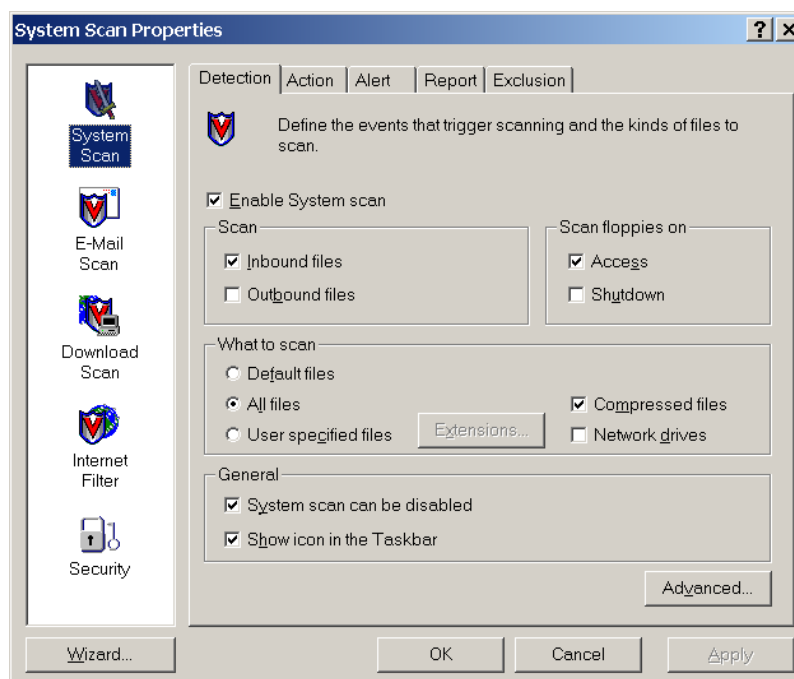 System Scan Properties
System
Scan
E-Mail
Scan
Download
Scan
Internet
Filter
Security
Detection
Action
Alert
Report
Exclusion
Define the events that trigger scanning and the kinds of files to
scan.
Enable System scan
Scan
Inbound files
Outbound files
Scan floppies on
Access
Shutdown
What to scan
Default files
All files
User specified files
Extensions...
Compressed files
Network drives
General
System scan can be disabled
Show icon in the Taskbar
Advanced...
Wizard...
OK
Cancel
Apply